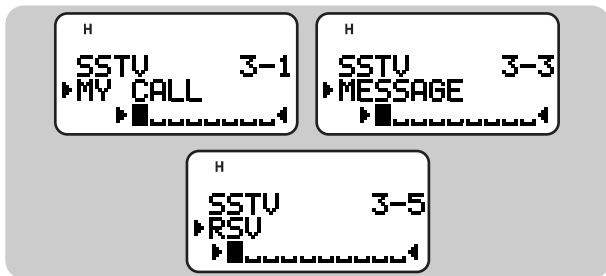 H
SSTV 3-1
MY CALL
H
SSTV 3-3
MESSAGE
H
SSTV 3-5
RSV